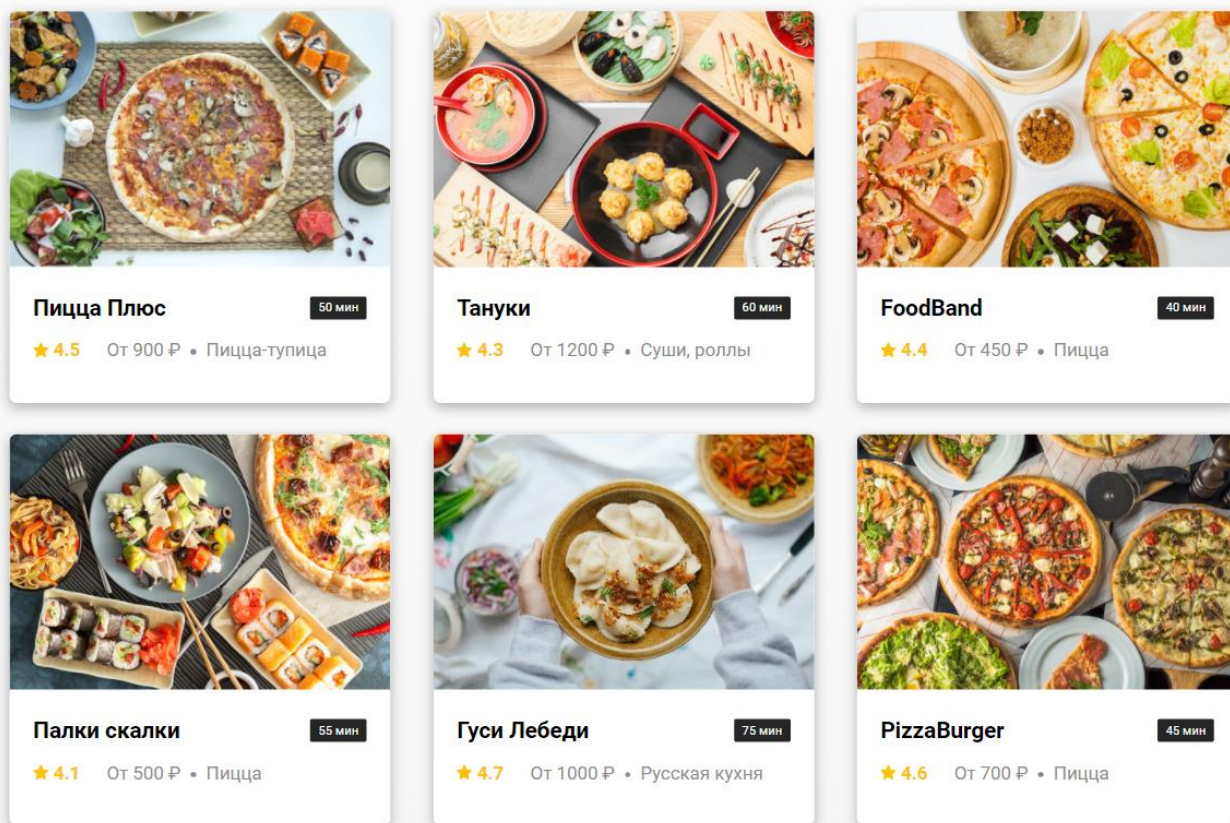 Пицца Плюс 50 мин
4.5 От 900 ₽ • Пицца-тупица
Тануки 60 мин
4.3 От 1200 ₽ • Суши, роллы
FoodBand 40 мин
4.4 От 450 ₽ • Пицца
Палки скалки 55 мин
4.1 От 500 ₽ • Пицца
Гуси Лебеди 75 мин
4.7 От 1000 ₽ • Русская кухня
PizzaBurger 45 мин
4.6 От 700 ₽ • Пицца